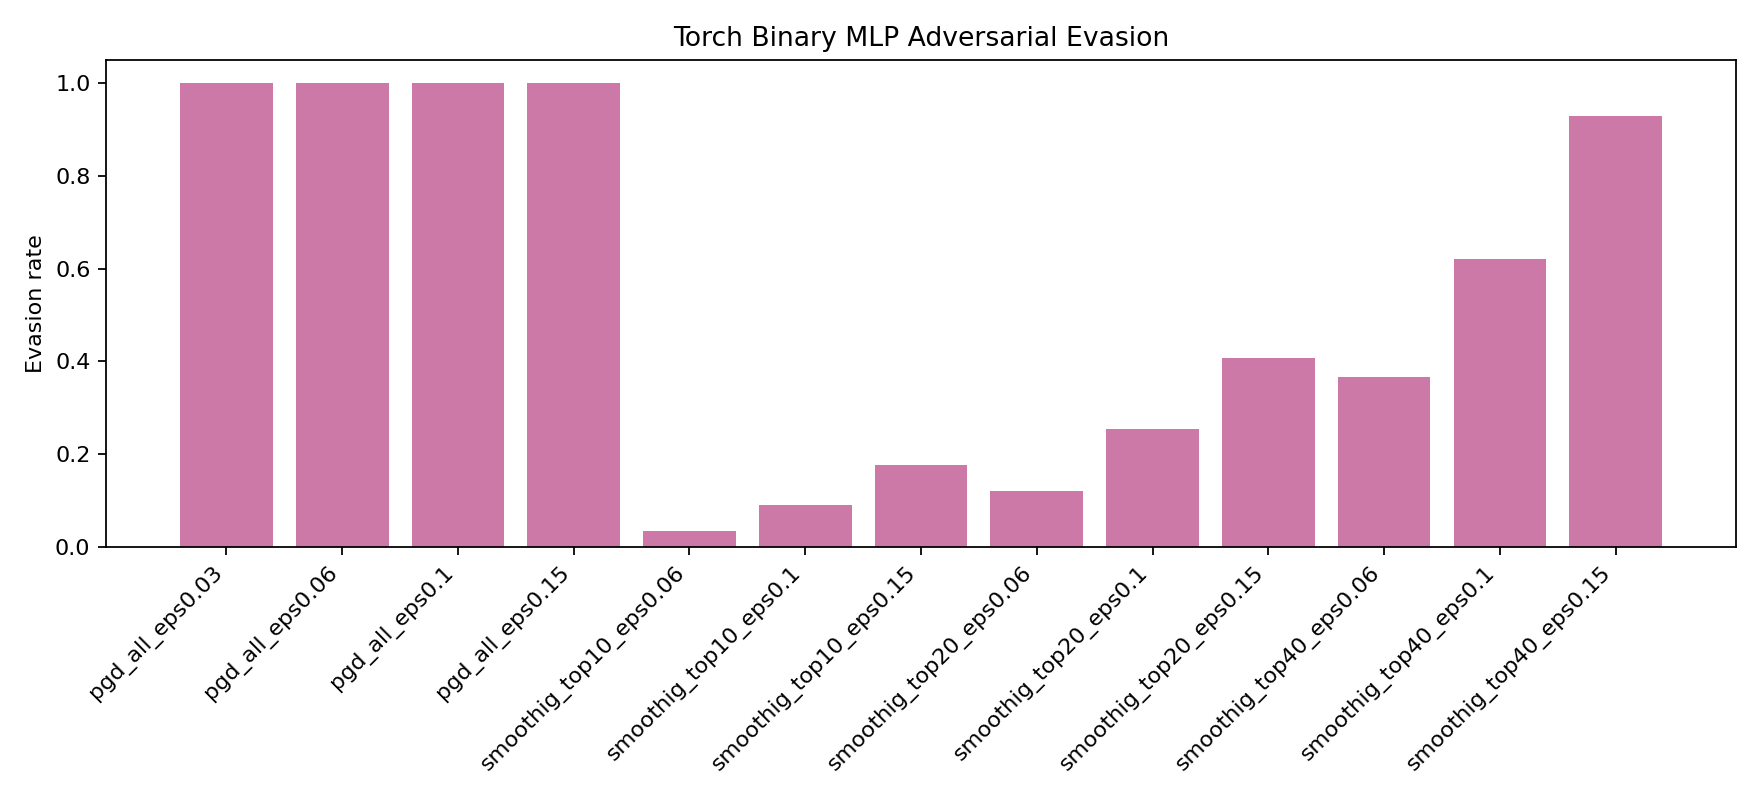 Torch Binary MLP Adversarial Evasion
Evasion rate
1.0
0.8
0.6
0.4
0.2
0.0
pgd_all_eps0.03
pgd_all_eps0.06
pgd_all_eps0.1
pgd_all_eps0.15
smoothig_top10_eps0.06
smoothig_top10_eps0.1
smoothig_top10_eps0.15
smoothig_top20_eps0.06
smoothig_top20_eps0.1
smoothig_top20_eps0.15
smoothig_top40_eps0.06
smoothig_top40_eps0.1
smoothig_top40_eps0.15